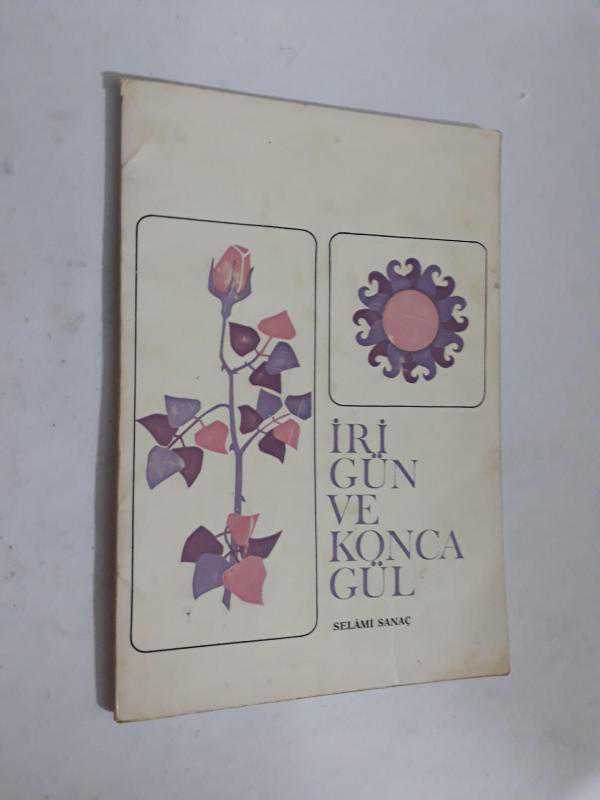 İRİ
GÜN
VE
KONCA
GÜL
SELÂMİ SANAÇ